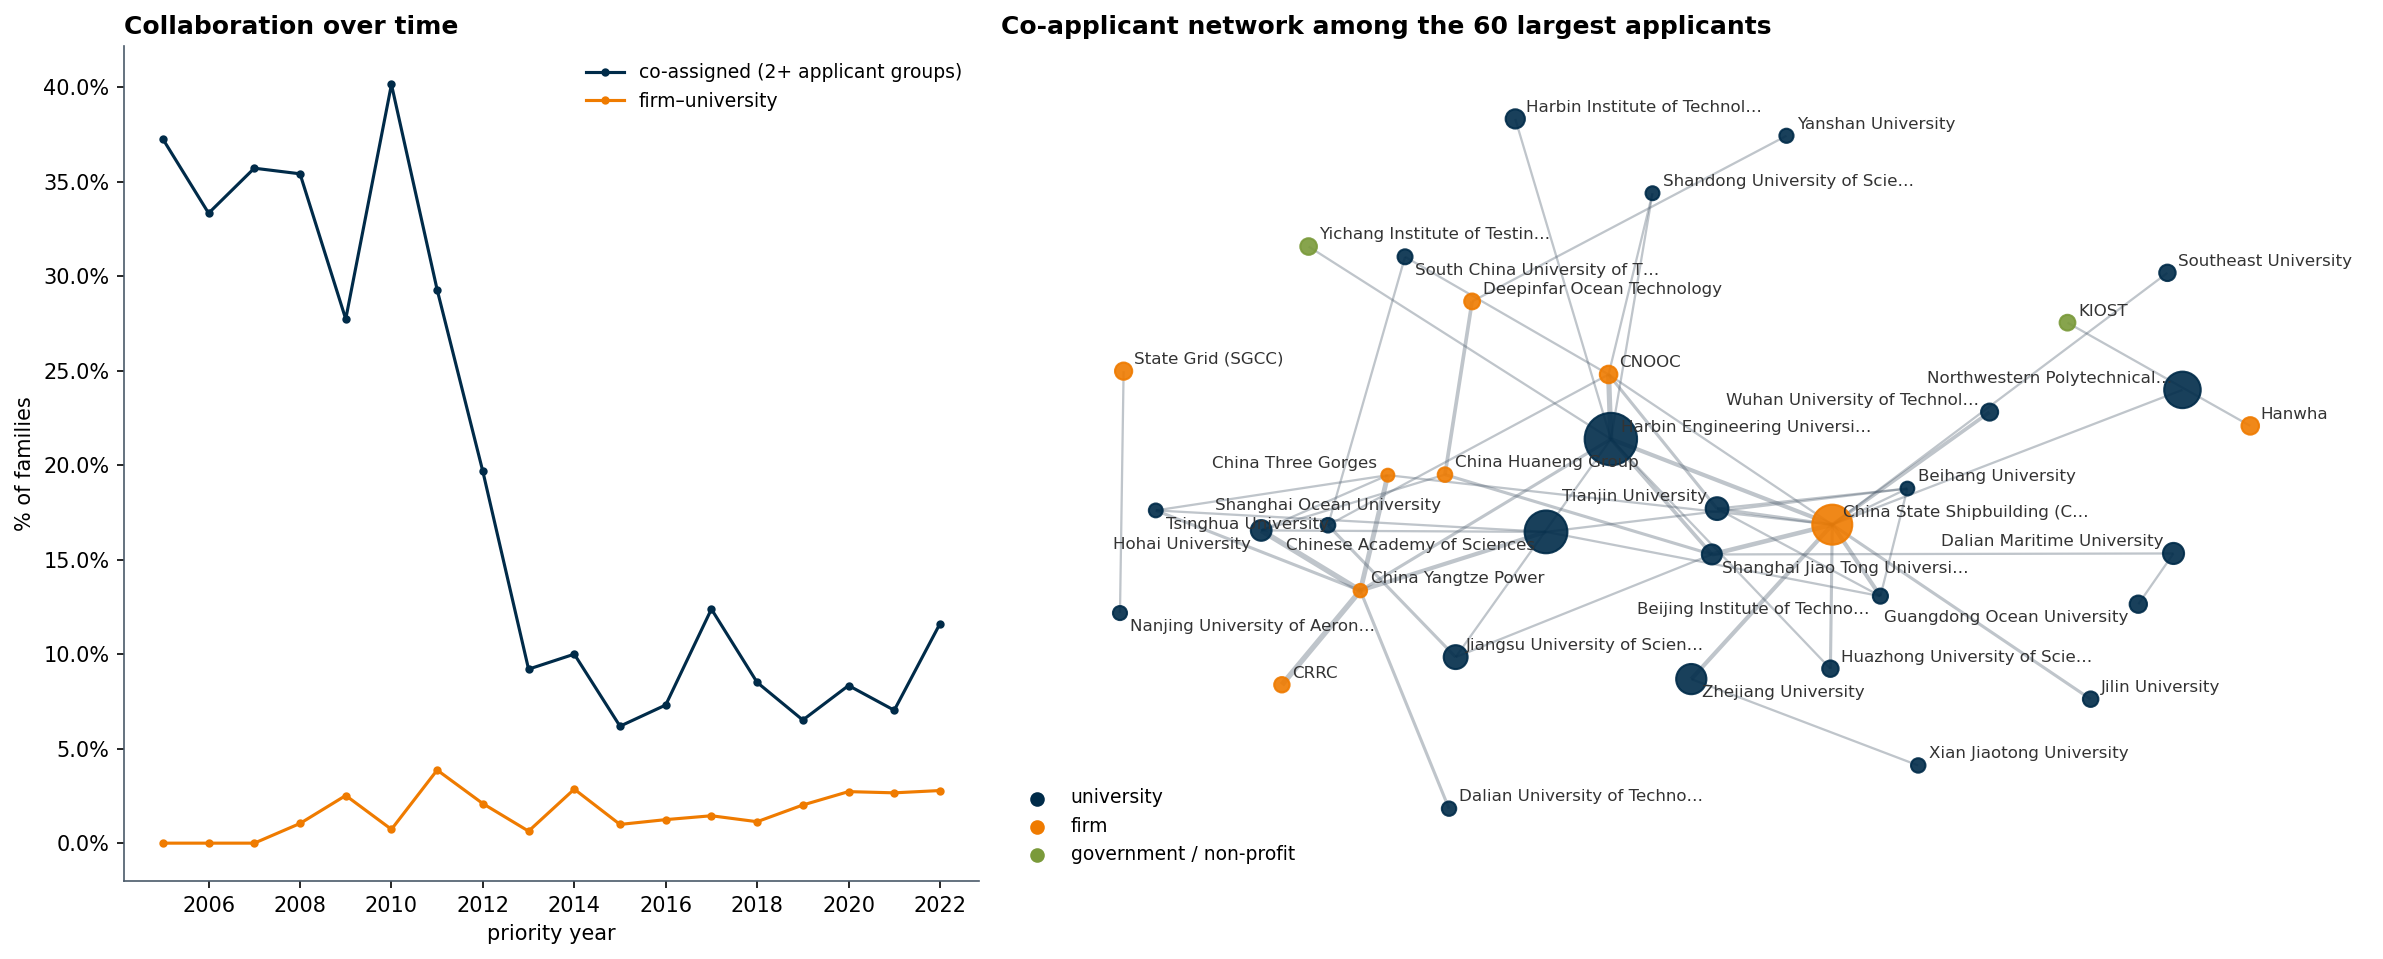 Collaboration over time
40.0%
35.0%
30.0%
25.0%
20.0%
15.0%
10.0%
5.0%
0.0%
% of families
2006 2008 2010 2012 2014 2016 2018 2020 2022
priority year
co-assigned (2+ applicant groups)
firm–university
Co-applicant network among the 60 largest applicants
Harbin Institute of Technol...
Yanshan University
Shandong University of Scie...
Yichang Institute of Testin...
South China University of T...
Southeast University
Deepinfar Ocean Technology
KIOST
State Grid (SGCC)
CNOOC
Northwestern Polytechnical...
Wuhan University of Technol...
Hanwha
Harbin Engineering Universi...
China Three Gorges
China Huaneng Group
Beihang University
Tianjin University
Shanghai Ocean University
China State Shipbuilding (C...
Tsinghua University
Hohai University
Chinese Academy of Sciences
Dalian Maritime University
Shanghai Jiao Tong Universi...
China Yangtze Power
Beijing Institute of Techno...
Guangdong Ocean University
Nanjing University of Aeron...
Jiangsu University of Scien...
Huazhong University of Scie...
CRRC
Zhejiang University
Jilin University
Xian Jiaotong University
Dalian University of Techno...
university
firm
government / non-profit